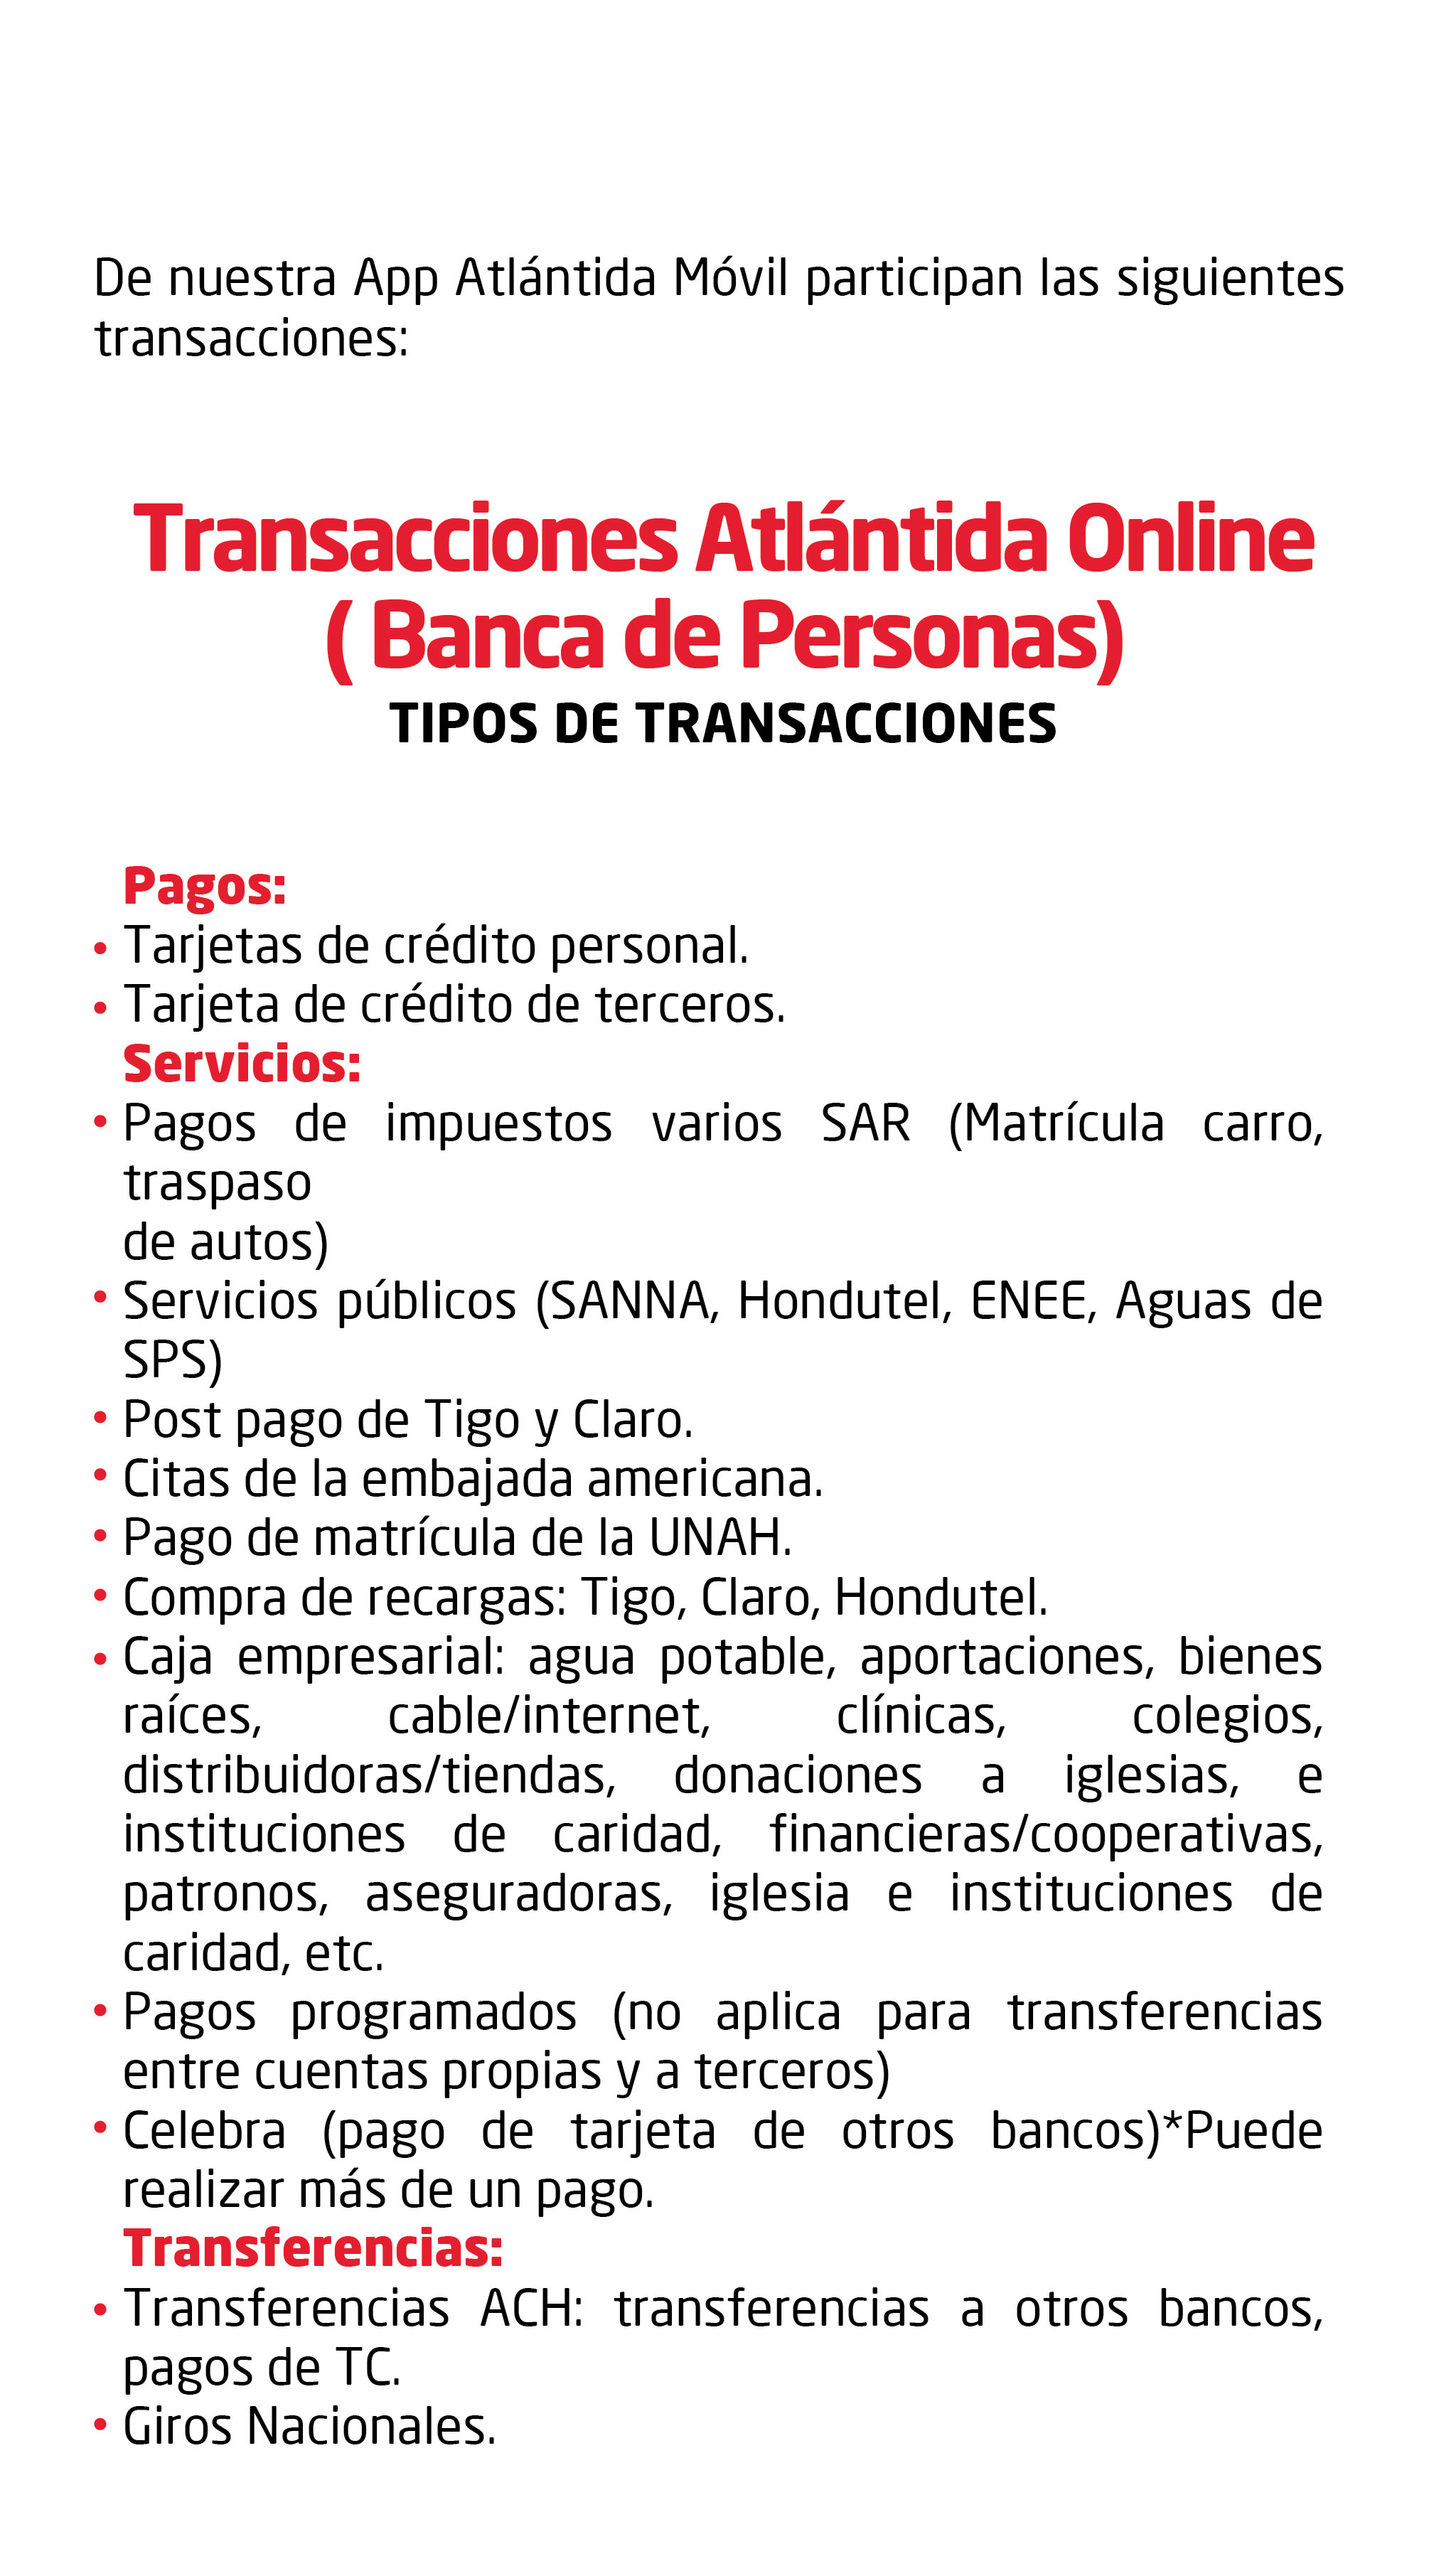 De nuestra App Atlántida Móvil participan las siguientes
transacciones:
Transacciones Atlántida Online
( Banca de Personas)
TIPOS DE TRANSACCIONES
Pagos:
• Tarjetas de crédito personal.
• Tarjeta de crédito de terceros.
Servicios:
• Pagos de impuestos varios SAR (Matrícula carro,
traspaso
de autos)
• Servicios públicos (SANNA, Hondutel, ENEE, Aguas de
SPS)
• Post pago de Tigo y Claro.
• Citas de la embajada americana.
• Pago de matrícula de la UNAH.
• Compra de recargas: Tigo, Claro, Hondutel.
• Caja empresarial: agua potable, aportaciones, bienes
raíces, cable/internet, clínicas, colegios,
distribuidoras/tiendas, donaciones a iglesias, e
instituciones de caridad, financieras/cooperativas,
patronos, aseguradoras, iglesia e instituciones de
caridad, etc.
• Pagos programados (no aplica para transferencias
entre cuentas propias y a terceros)
• Celebra (pago de tarjeta de otros bancos)*Puede
realizar más de un pago.
Transferencias:
• Transferencias ACH: transferencias a otros bancos,
pagos de TC.
• Giros Nacionales.